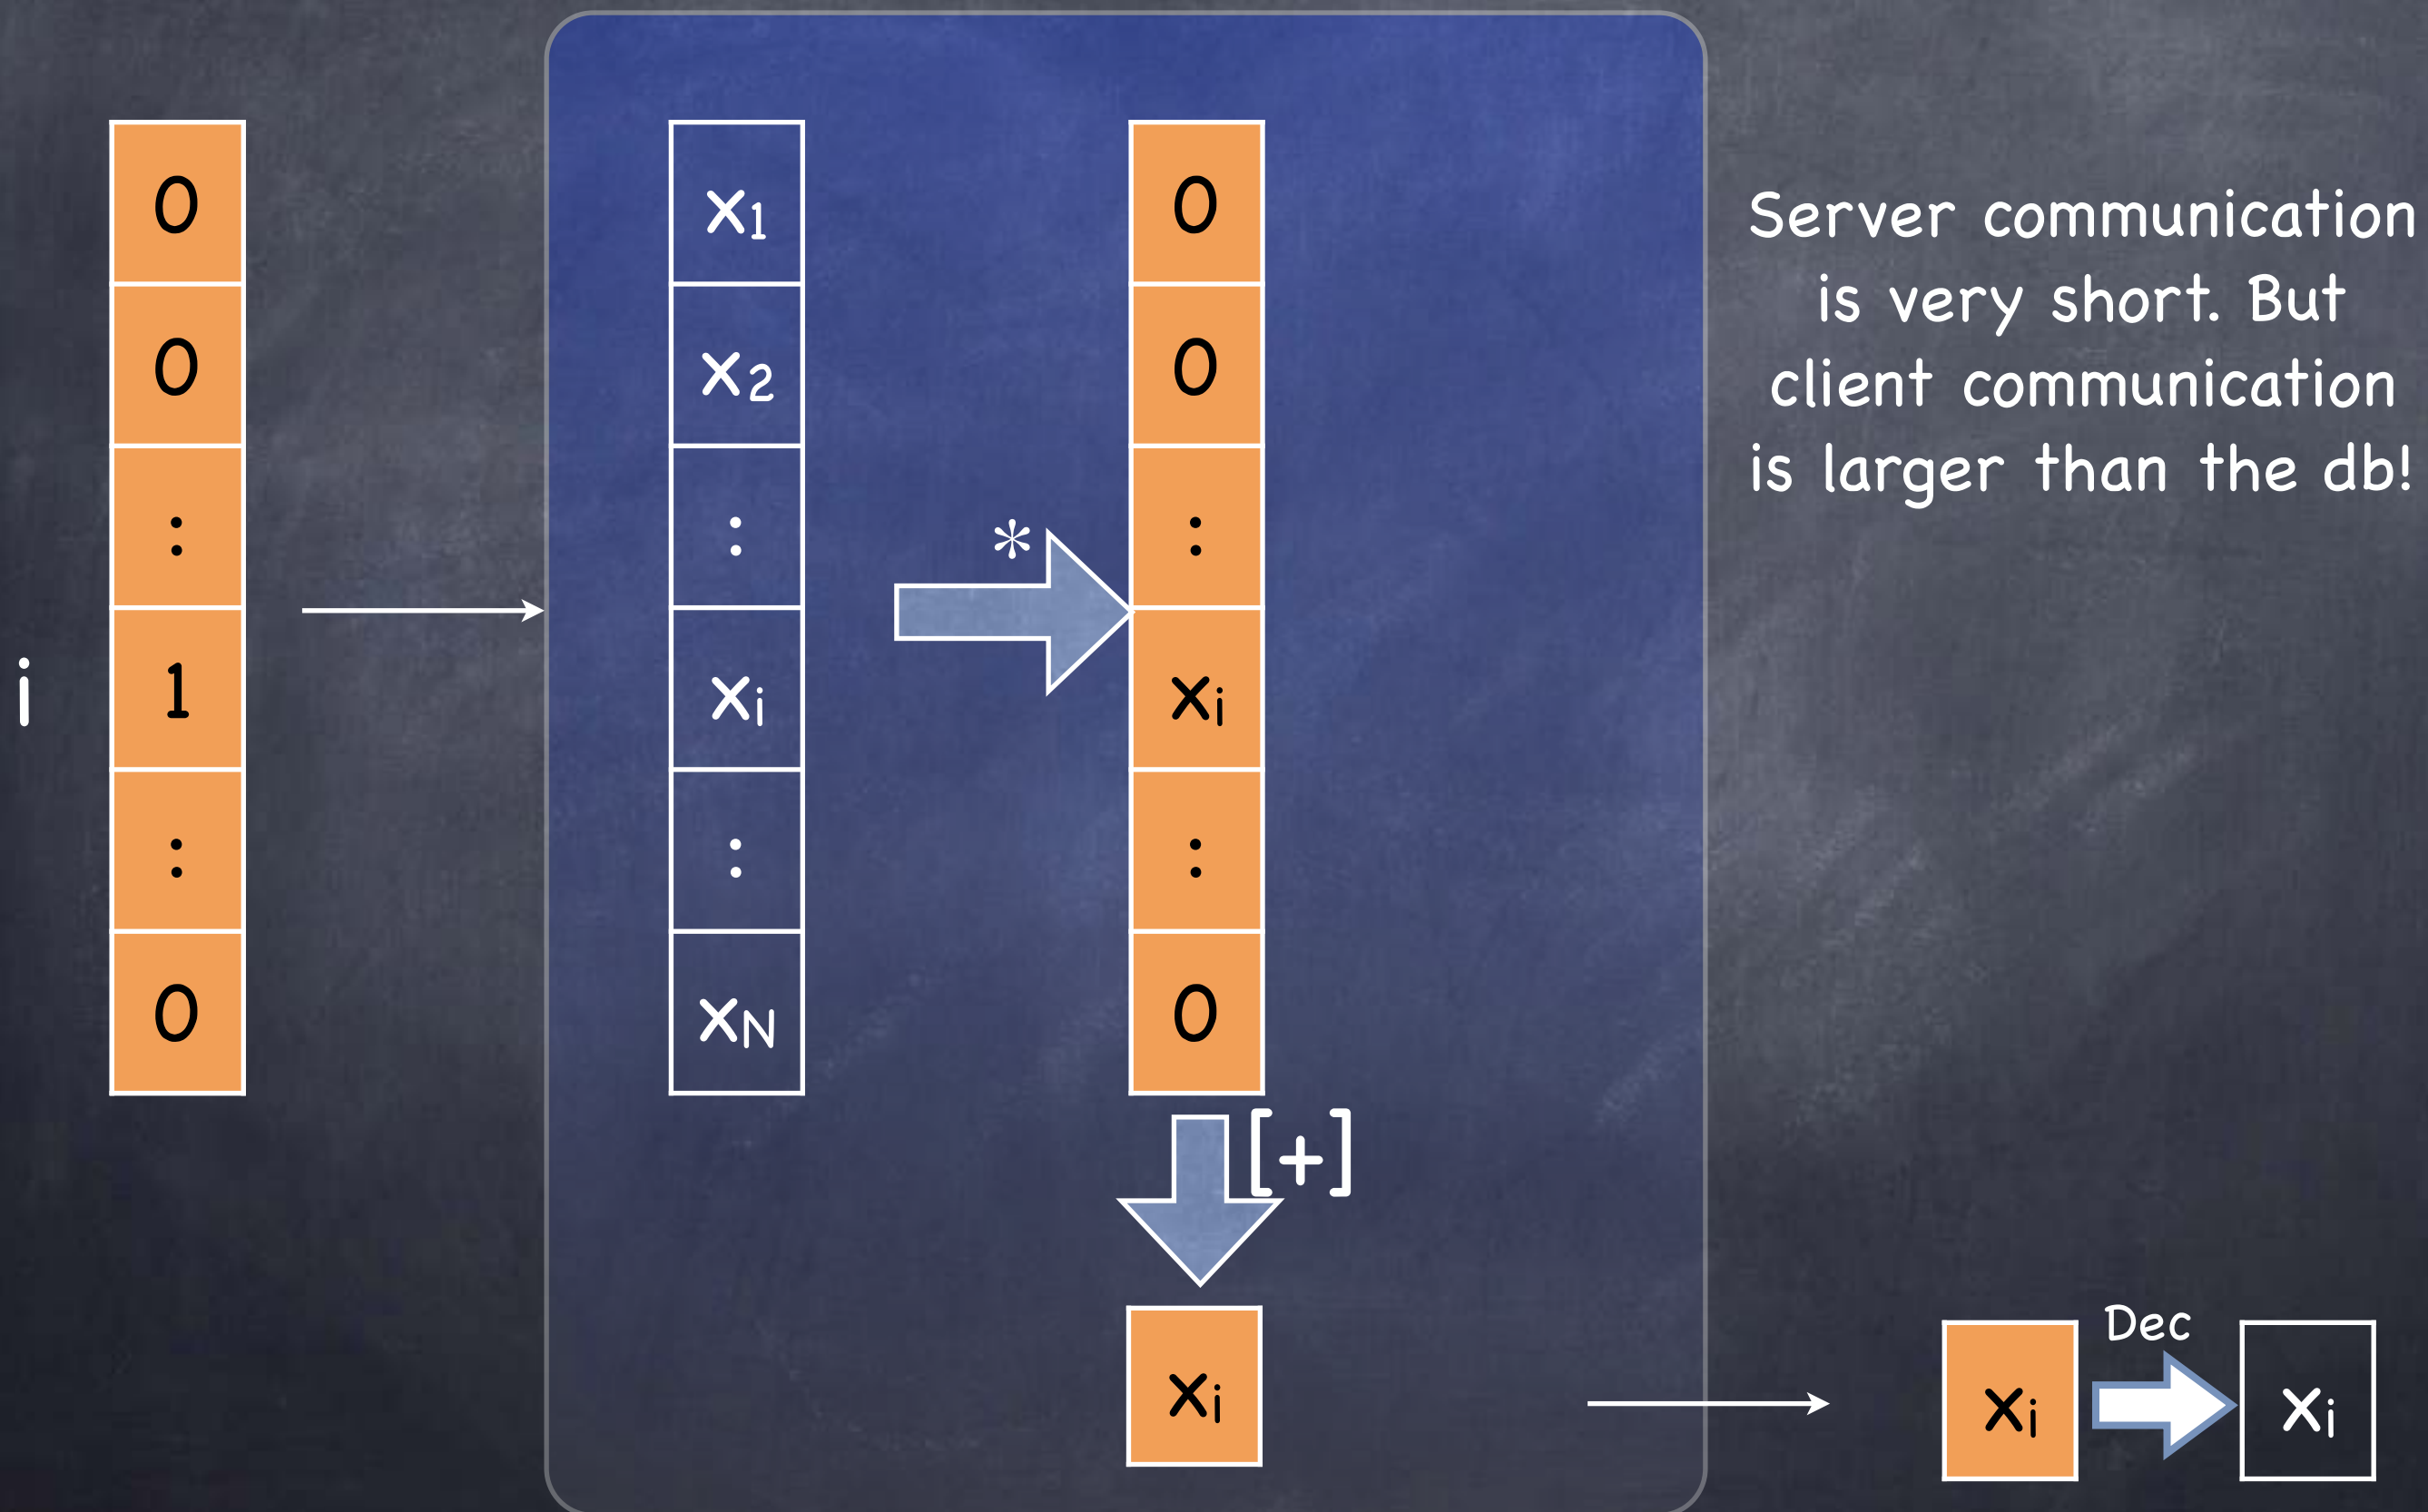 0
0
:
i 1
:
0
x₁
x₂
:
xᵢ
:
x_N
*
0
0
:
xᵢ
:
0
[+]
xᵢ
Server communication
is very short. But
client communication
is larger than the db!
xᵢ
Dec
xᵢ